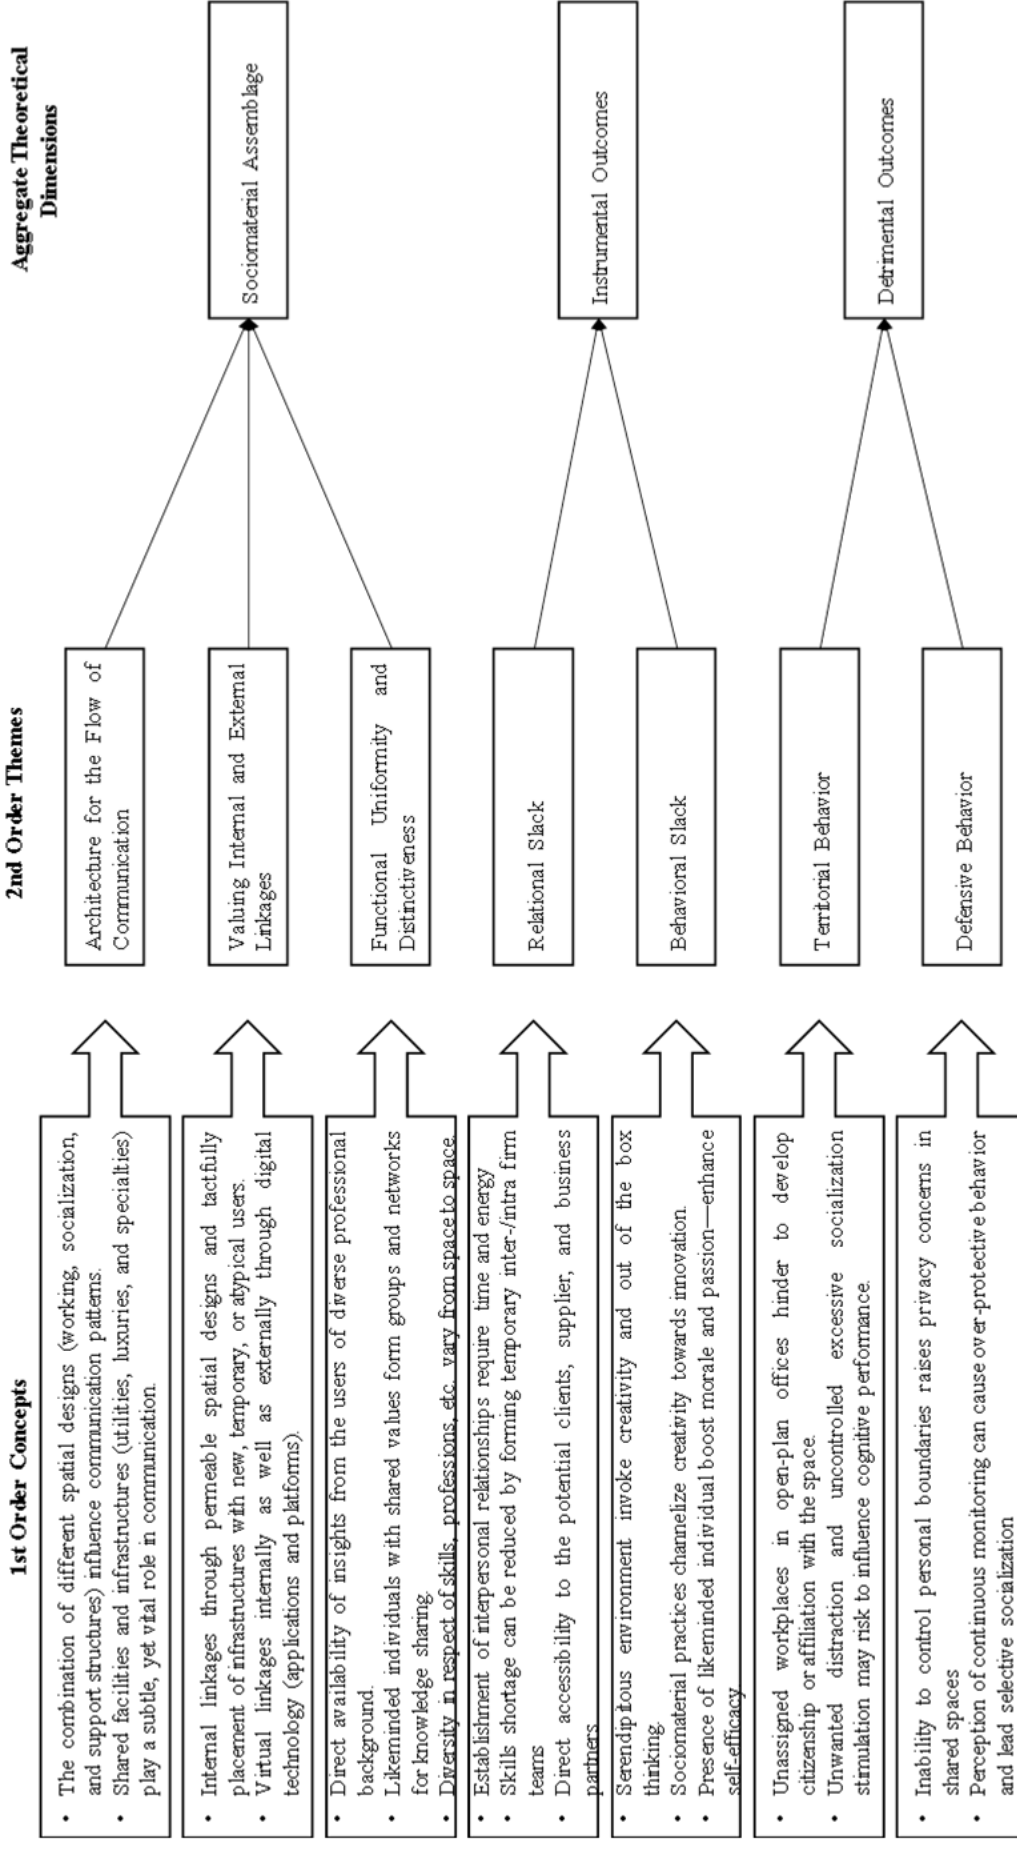 1st Order Concepts
2nd Order Themes
Aggregate Theoretical
Dimensions
• The combination of different spatial designs (working, socialization,
and support structures) influence communication patterns.
• Shared facilities and infrastructures (utilities, luxuries, and specialties)
play a subtle, yet vital role in communication.
Architecture for the Flow of
Communication
• Internal linkages through permeable spatial designs and tactfully
placement of infrastructures with new, temporary, or atypical users.
• Virtual linkages internally as well as externally through digital
technology (applications and platforms).
Valuing Internal and External
Linkages
Sociomaterial Assemblage
• Direct availability of insights from the users of diverse professional
background.
• Likeminded individuals with shared values form groups and networks
for knowledge sharing.
• Diversity in respect of skills, professions, etc. vary from space to space.
Functional Uniformity and
Distinctiveness
• Establishment of interpersonal relationships require time and energy
• Skills shortage can be reduced by forming temporary inter-/intra firm
teams
• Direct accessibility to the potential clients, supplier, and business
partners
Relational Slack
Instrumental Outcomes
• Serendipitous environment invoke creativity and out of the box
thinking.
• Sociomaterial practices channelize creativity towards innovation.
• Presence of likeminded individual boost morale and passion—enhance
self-efficacy
Behavioral Slack
• Unassigned workplaces in open-plan offices hinder to develop
citizenship or affiliation with the space.
• Unwanted distraction and uncontrolled excessive socialization
stimulation may risk to influence cognitive performance.
Territorial Behavior
Detrimental Outcomes
• Inability to control personal boundaries raises privacy concerns in
shared spaces
• Perception of continuous monitoring can cause over-protective behavior
and lead selective socialization
Defensive Behavior